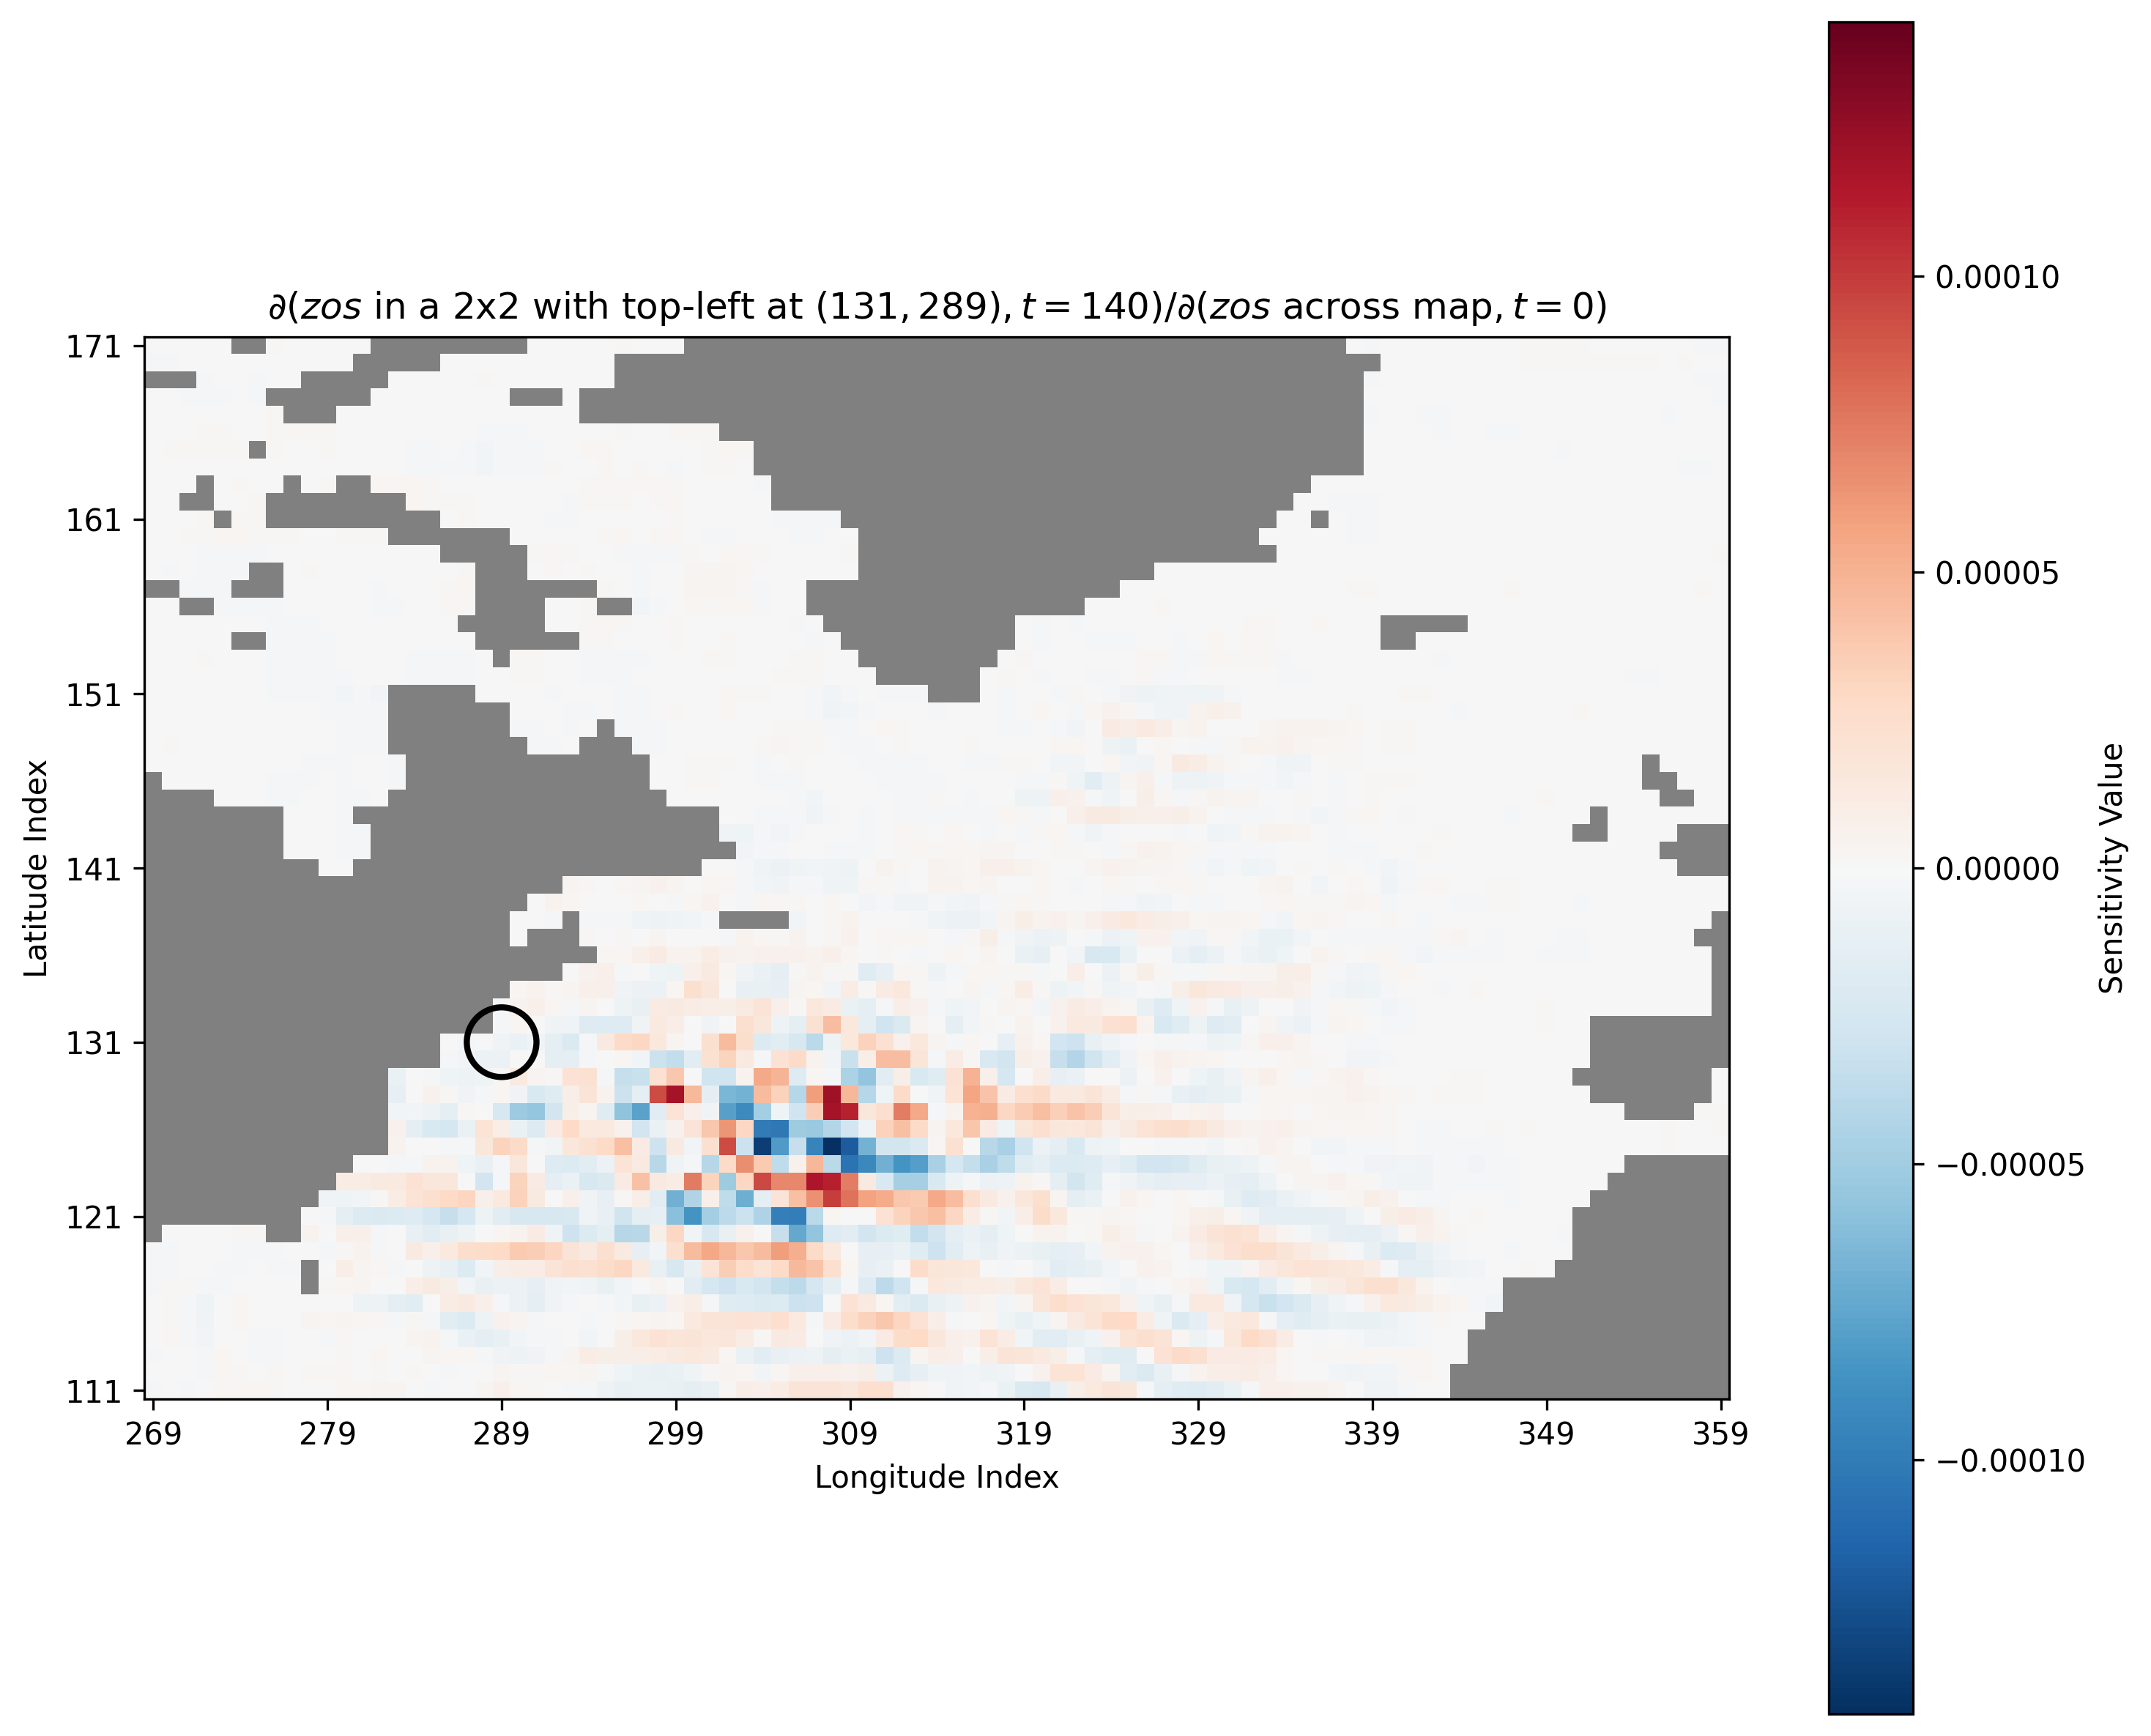 ∂(zos in a 2x2 with top-left at (131, 289), t = 140)/∂(zos across map, t = 0)
171
161
151
141
131
121
111
Latitude Index
269 279 289 299 309 319 329 339 349 359
Longitude Index
0.00010
0.00005
0.00000
−0.00005
−0.00010
Sensitivity Value